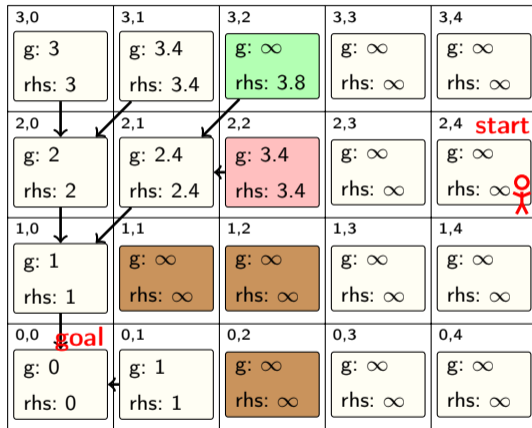 3,0 3,1 3,2 3,3 3,4
g: 3 g: 3.4 g: ∞ g: ∞ g: ∞
rhs: 3 rhs: 3.4 rhs: 3.8 rhs: ∞ rhs: ∞
2,0 2,1 2,2 2,3 2,4 start
g: 2 g: 2.4 g: 3.4 g: ∞ g: ∞
rhs: 2 rhs: 2.4 rhs: 3.4 rhs: ∞ rhs: ∞
1,0 1,1 1,2 1,3 1,4
g: 1 g: ∞ g: ∞ g: ∞ g: ∞
rhs: 1 rhs: ∞ rhs: ∞ rhs: ∞ rhs: ∞
0,0 goal 0,1 0,2 0,3 0,4
g: 0 g: 1 g: ∞ g: ∞ g: ∞
rhs: 0 rhs: 1 rhs: ∞ rhs: ∞ rhs: ∞